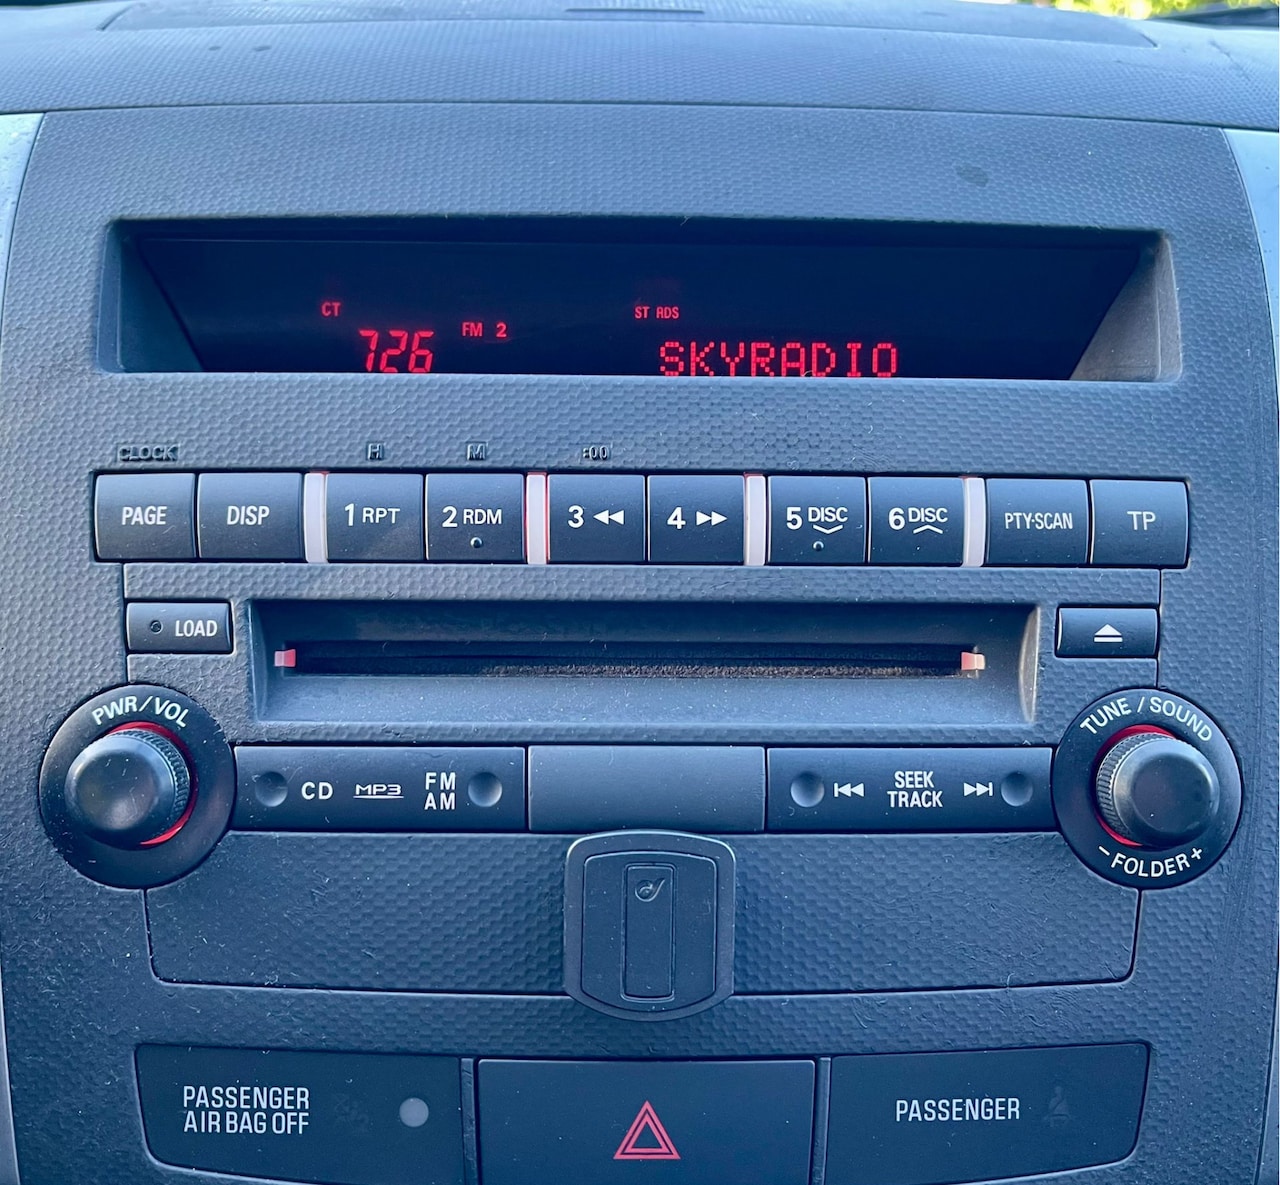 CT
FM 2
ST RDS
726
SKYRADIO
CLOCK
H
M
:00
PAGE
DISP
1 RPT
2 RDM
3
4
5 DISC
6 DISC
PTY·SCAN
TP
LOAD
PWR/VOL
TUNE / SOUND
CD
MP3
FM
AM
SEEK
TRACK
− FOLDER +
PASSENGER
AIR BAG OFF
PASSENGER